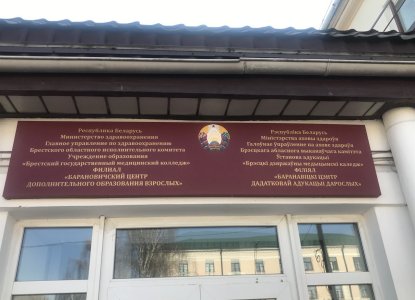 Республика Беларусь
Министерство здравоохранения
Главное управление по здравоохранению
Брестского областного исполнительного комитета
Учреждение образования
«Брестский государственный медицинский колледж»
ФИЛИАЛ
«БАРАНОВИЧСКИЙ ЦЕНТР
ДОПОЛНИТЕЛЬНОГО ОБРАЗОВАНИЯ ВЗРОСЛЫХ»
Рэспубліка Беларусь
Міністэрства аховы здароўя
Галоўнае ўпраўленне па ахове здароўя
Брэсцкага абласнога выканаўчага камітэта
Установа адукацыі
«Брэсцкі дзяржаўны медыцынскі каледж»
ФІЛІЯЛ
«БАРАНАВІЦКІ ЦЭНТР
ДАДАТКОВАЙ АДУКАЦЫІ ДАРОСЛЫХ»